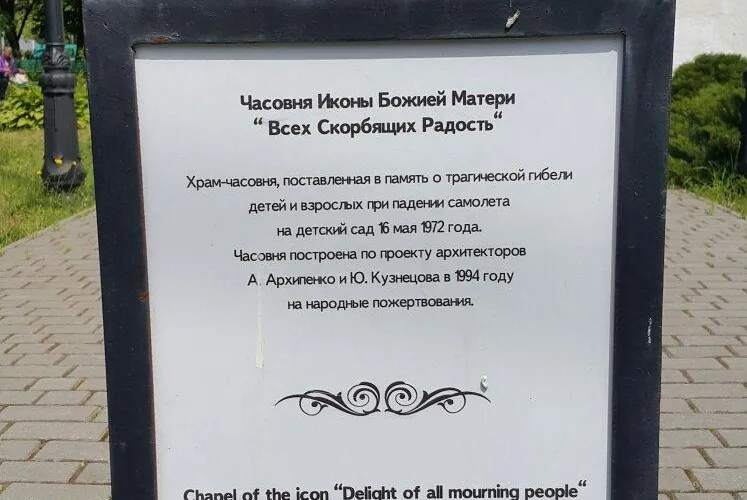 Часовня Иконы Божией Матери
“ Всех Скорбящих Радость“
Храм-часовня, поставленная в память о трагической гибели
детей и взрослых при падении самолета
на детский сад 16 мая 1972 года.
Часовня построена по проекту архитекторов
А. Архипенко и Ю. Кузнецова в 1994 году
на народные пожертвования.
Chapel of the icon “Delight of all mourning people“